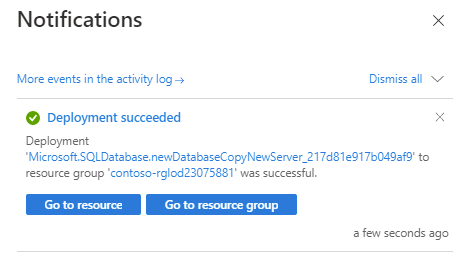 Notifications
More events in the activity log →
Dismiss all
Deployment succeeded
Deployment
'Microsoft.SQLDatabase.newDatabaseCopyNewServer_217d81e917b049af9' to
resource group 'contoso-rglod23075881' was successful.
Go to resource
Go to resource group
a few seconds ago